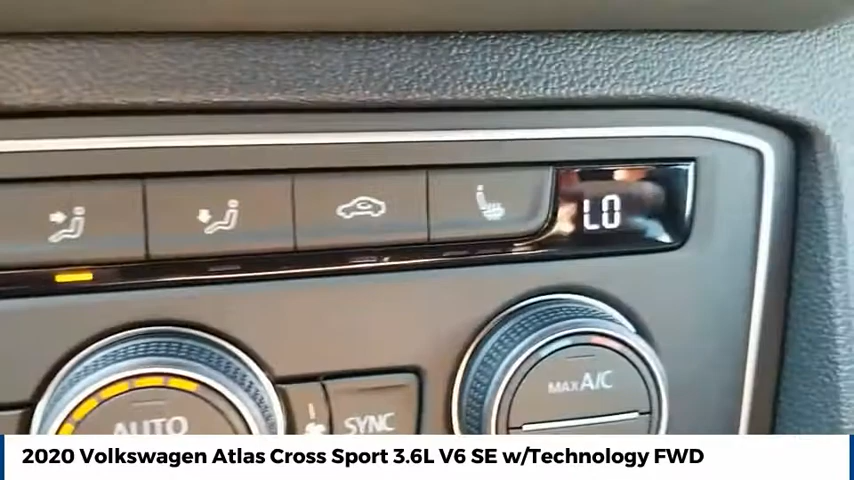 LO
MAX A/C
AUTO
SYNC
2020 Volkswagen Atlas Cross Sport 3.6L V6 SE w/Technology FWD